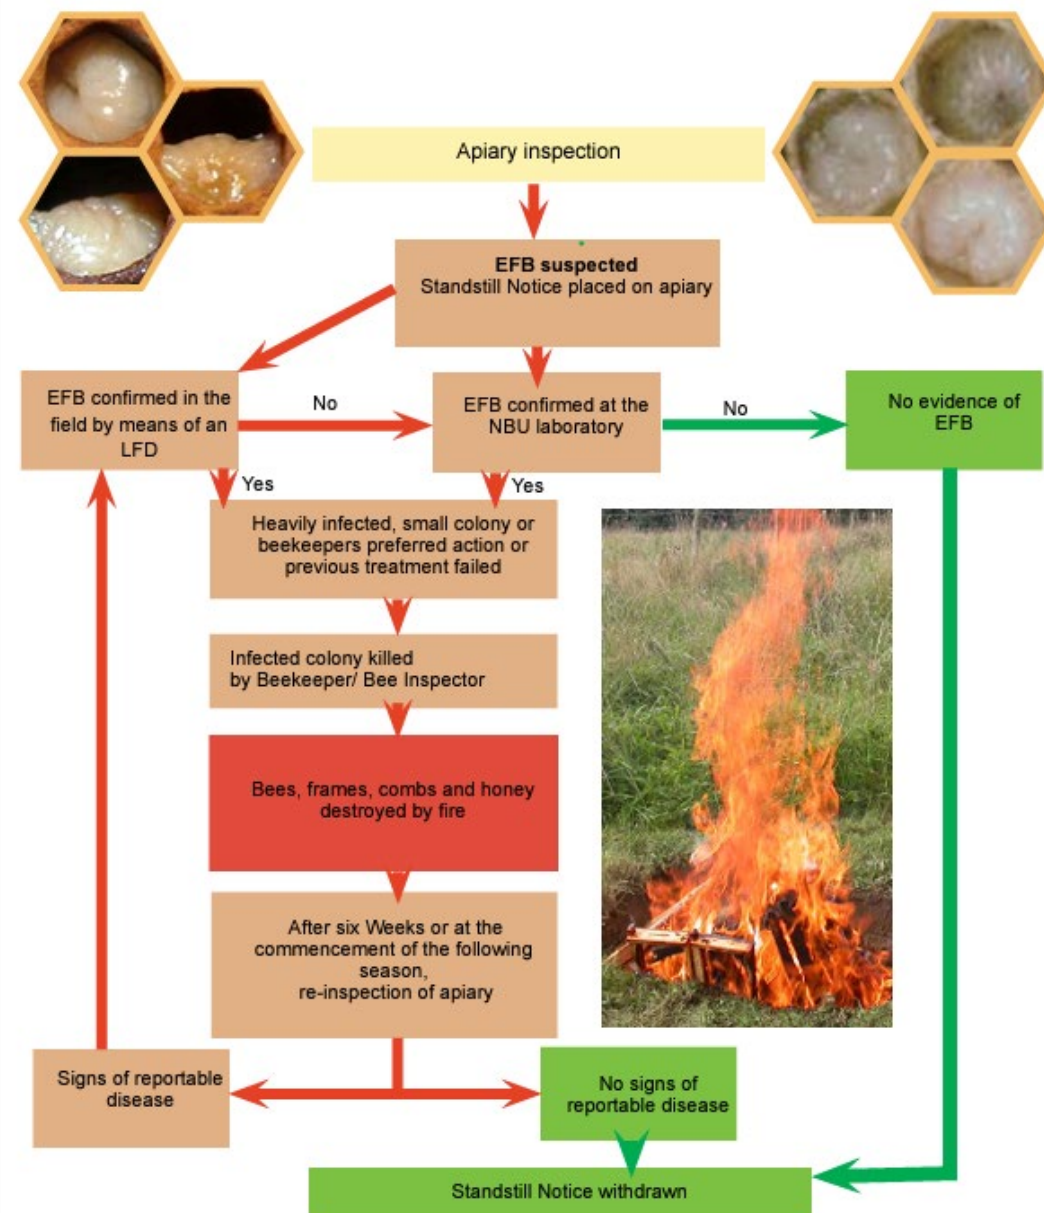 Apiary inspection
EFB suspected
Standstill Notice placed on apiary
EFB confirmed in the
field by means of an
LFD
No
EFB confirmed at the
NBU laboratory
No
No evidence of
EFB
Yes
Yes
Heavily infected, small colony or
beekeepers preferred action or
previous treatment failed
Infected colony killed
by Beekeeper/ Bee Inspector
Bees, frames, combs and honey
destroyed by fire
After six Weeks or at the
commencement of the following
season,
re-inspection of apiary
Signs of reportable
disease
No signs of
reportable disease
Standstill Notice withdrawn